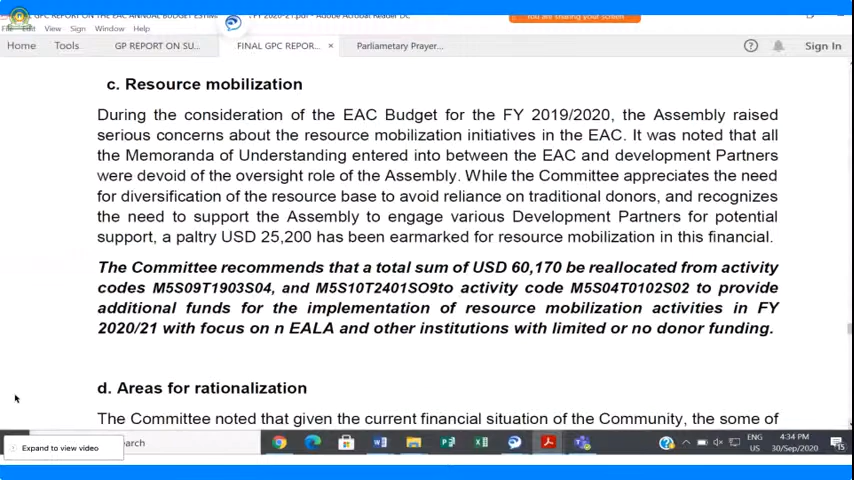 L GPC REPORT ON THE EAC ANNUAL BUDGET ESTIM
FY 2020-21.pdf - Adobe Acrobat Reader DC
You are sharing your screen
File Edit View Sign Window Help
Home Tools GP REPORT ON SU... FINAL GPC REPOR... × Parliametary Prayer... Sign In
c. Resource mobilization
During the consideration of the EAC Budget for the FY 2019/2020, the Assembly raised
serious concerns about the resource mobilization initiatives in the EAC. It was noted that all
the Memoranda of Understanding entered into between the EAC and development Partners
were devoid of the oversight role of the Assembly. While the Committee appreciates the need
for diversification of the resource base to avoid reliance on traditional donors, and recognizes
the need to support the Assembly to engage various Development Partners for potential
support, a paltry USD 25,200 has been earmarked for resource mobilization in this financial.
The Committee recommends that a total sum of USD 60,170 be reallocated from activity
codes M5S09T1903S04, and M5S10T2401SO9to activity code M5S04T0102S02 to provide
additional funds for the implementation of resource mobilization activities in FY
2020/21 with focus on n EALA and other institutions with limited or no donor funding.
d. Areas for rationalization
The Committee noted that given the current financial situation of the Community, the some of
Expand to view video
earch
ENG
US
4:34 PM
30/Sep/2020
15